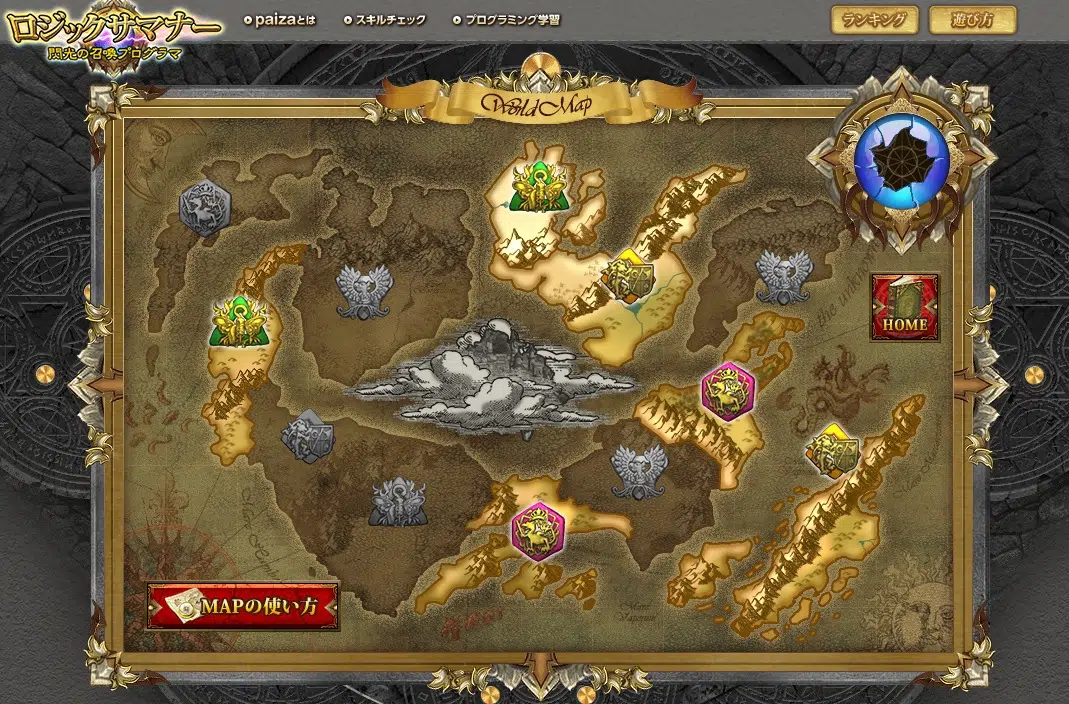 ロジックサマナー
閃光の召喚プログラマ
paizaとは
スキルチェック
プログラミング学習
ランキング
遊び方
World Map
the unknown
HOME
MAPの使い方